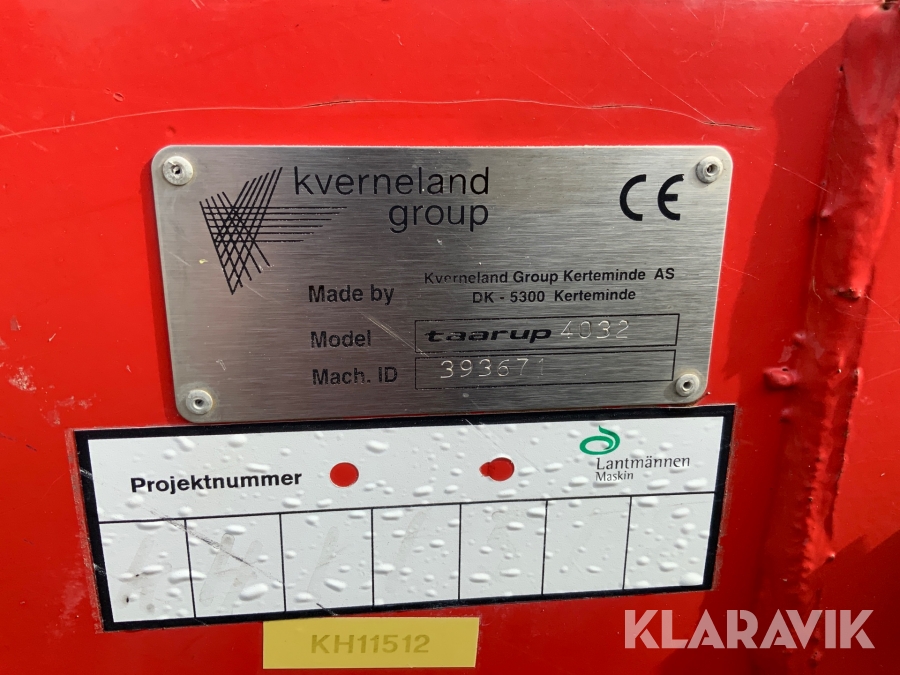 kverneland
group
CE
Made by Kverneland Group Kerteminde AS
DK - 5300 Kerteminde
Model taarup 4032
Mach. ID 393671
Projektnummer
Lantmännen
Maskin
KH11512
KLARAVIK